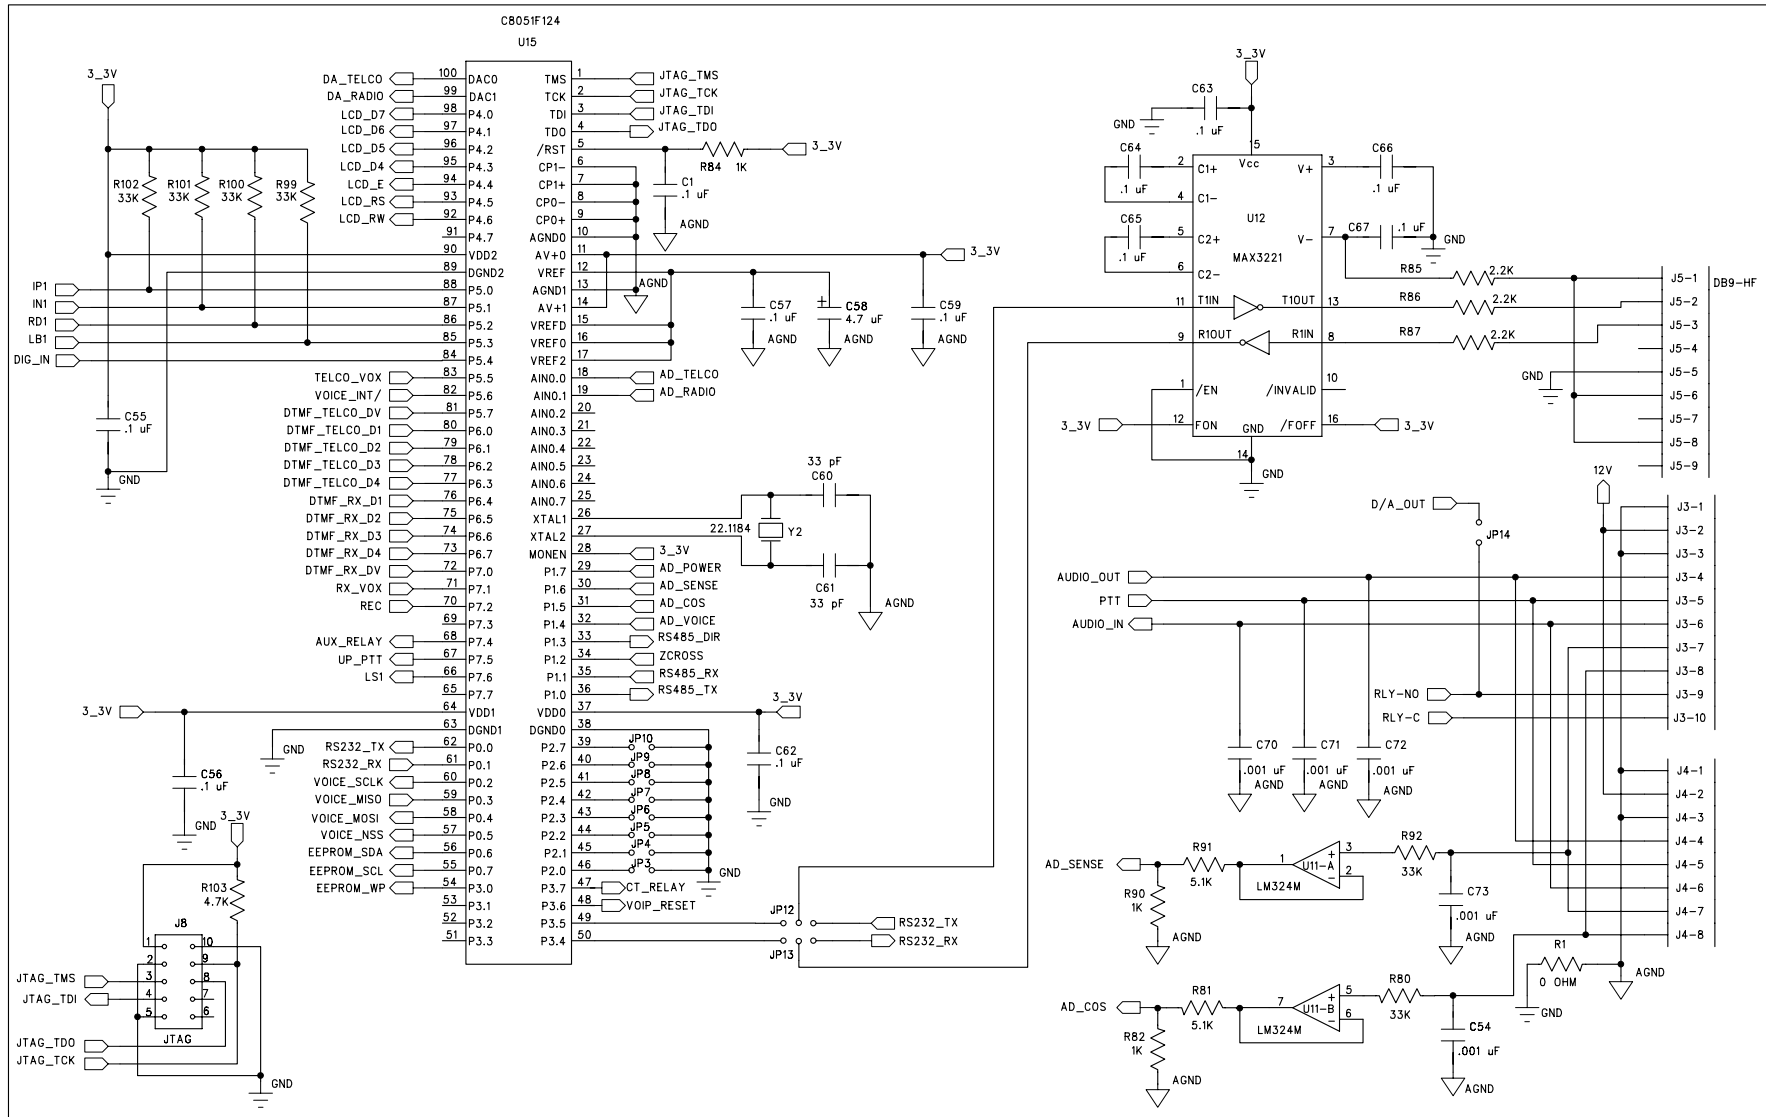 C8051F124
U15
3_3V
R102 33K
R101 33K
R100 33K
R99 33K
IP1
IN1
RD1
LB1
DIG_IN
C55 .1 uF
GND
DA_TELCO 100 DAC0
DA_RADIO 99 DAC1
LCD_D7 98 P4.0
LCD_D6 97 P4.1
LCD_D5 96 P4.2
LCD_D4 95 P4.3
LCD_E 94 P4.4
LCD_RS 93 P4.5
LCD_RW 92 P4.6
91 P4.7
90 VDD2
89 DGND2
88 P5.0
87 P5.1
86 P5.2
85 P5.3
84 P5.4
TELCO_VOX 83 P5.5
VOICE_INT/ 82 P5.6
DTMF_TELCO_DV 81 P5.7
DTMF_TELCO_D1 80 P6.0
DTMF_TELCO_D2 79 P6.1
DTMF_TELCO_D3 78 P6.2
DTMF_TELCO_D4 77 P6.3
DTMF_RX_D1 76 P6.4
DTMF_RX_D2 75 P6.5
DTMF_RX_D3 74 P6.6
DTMF_RX_D4 73 P6.7
DTMF_RX_DV 72 P7.0
RX_VOX 71 P7.1
REC 70 P7.2
69 P7.3
AUX_RELAY 68 P7.4
UP_PTT 67 P7.5
LS1 66 P7.6
65 P7.7
3_3V 64 VDD1
GND 63 DGND1
RS232_TX 62 P0.0
RS232_RX 61 P0.1
VOICE_SCLK 60 P0.2
VOICE_MISO 59 P0.3
VOICE_MOSI 58 P0.4
VOICE_NSS 57 P0.5
EEPROM_SDA 56 P0.6
EEPROM_SCL 55 P0.7
EEPROM_WP 54 P3.0
53 P3.1
52 P3.2
51 P3.3
C56 .1 uF
GND
3_3V
R103 4.7K
J8
1 10
2 9
3 8
4 7
5 6
JTAG
JTAG_TMS
JTAG_TDI
JTAG_TDO
JTAG_TCK
GND
TMS 1 JTAG_TMS
TCK 2 JTAG_TCK
TDI 3 JTAG_TDI
TDO 4 JTAG_TDO
/RST 5
R84 1K
3_3V
CP1- 6
CP1+ 7
CP0- 8
CP0+ 9
AGND0 10
AV+0 11 3_3V
VREF 12
AGND1 13
AV+1 14
VREFD 15
VREF0 16
VREF2 17
AIN0.0 18 AD_TELCO
AIN0.1 19 AD_RADIO
AIN0.2 20
AIN0.3 21
AIN0.4 22
AIN0.5 23
AIN0.6 24
AIN0.7 25
XTAL1 26
XTAL2 27
MONEN 28 3_3V
P1.7 29 AD_POWER
P1.6 30 AD_SENSE
P1.5 31 AD_COS
P1.4 32 AD_VOICE
P1.3 33 RS485_DIR
P1.2 34 ZCROSS
P1.1 35 RS485_RX
P1.0 36 RS485_TX
VDD0 37 3_3V
DGND0 38
P2.7 39 JP10
P2.6 40 JP9
P2.5 41 JP8
P2.4 42 JP7
P2.3 43 JP6
P2.2 44 JP5
P2.1 45 JP4
P2.0 46 JP3
P3.7 47 CT_RELAY
P3.6 48 VOIP_RESET
P3.5 49
P3.4 50
C1 .1 uF
AGND
AGND
C57 .1 uF
AGND
C58 4.7 uF
+
AGND
C59 .1 uF
AGND
33 pF
C60
22.1184 Y2
C61
33 pF
AGND
C62 .1 uF
GND
GND
JP12 RS232_TX
JP13 RS232_RX
3_3V
C63 .1 uF
GND
C64 .1 uF
C65 .1 uF
C66 .1 uF
C67 .1 uF
GND
15 Vcc
2 C1+ V+ 3
4 C1-
U12
5 C2+ V- 7
MAX3221
6 C2-
11 T1IN T1OUT 13
9 R1OUT R1IN 8
1 /EN /INVALID 10
3_3V 12 FON GND /FOFF 16 3_3V
14
GND
R85 2.2K
R86 2.2K
R87 2.2K
GND
DB9-HF
J5-1
J5-2
J5-3
J5-4
J5-5
J5-6
J5-7
J5-8
J5-9
12V
D/A_OUT
JP14
AUDIO_OUT
PTT
AUDIO_IN
RLY-NO
RLY-C
J3-1
J3-2
J3-3
J3-4
J3-5
J3-6
J3-7
J3-8
J3-9
J3-10
C70 .001 uF
AGND
C71 .001 uF
AGND
C72 .001 uF
AGND
J4-1
J4-2
J4-3
J4-4
J4-5
J4-6
J4-7
J4-8
AD_SENSE
R91 5.1K
R90 1K
AGND
1 U11-A + 3
- 2
LM324M
R92 33K
C73 .001 uF
AGND
R1 0 OHM
GND
AGND
AD_COS
R81 5.1K
R82 1K
AGND
7 U11-B + 5
- 6
LM324M
R80 33K
C54 .001 uF
AGND